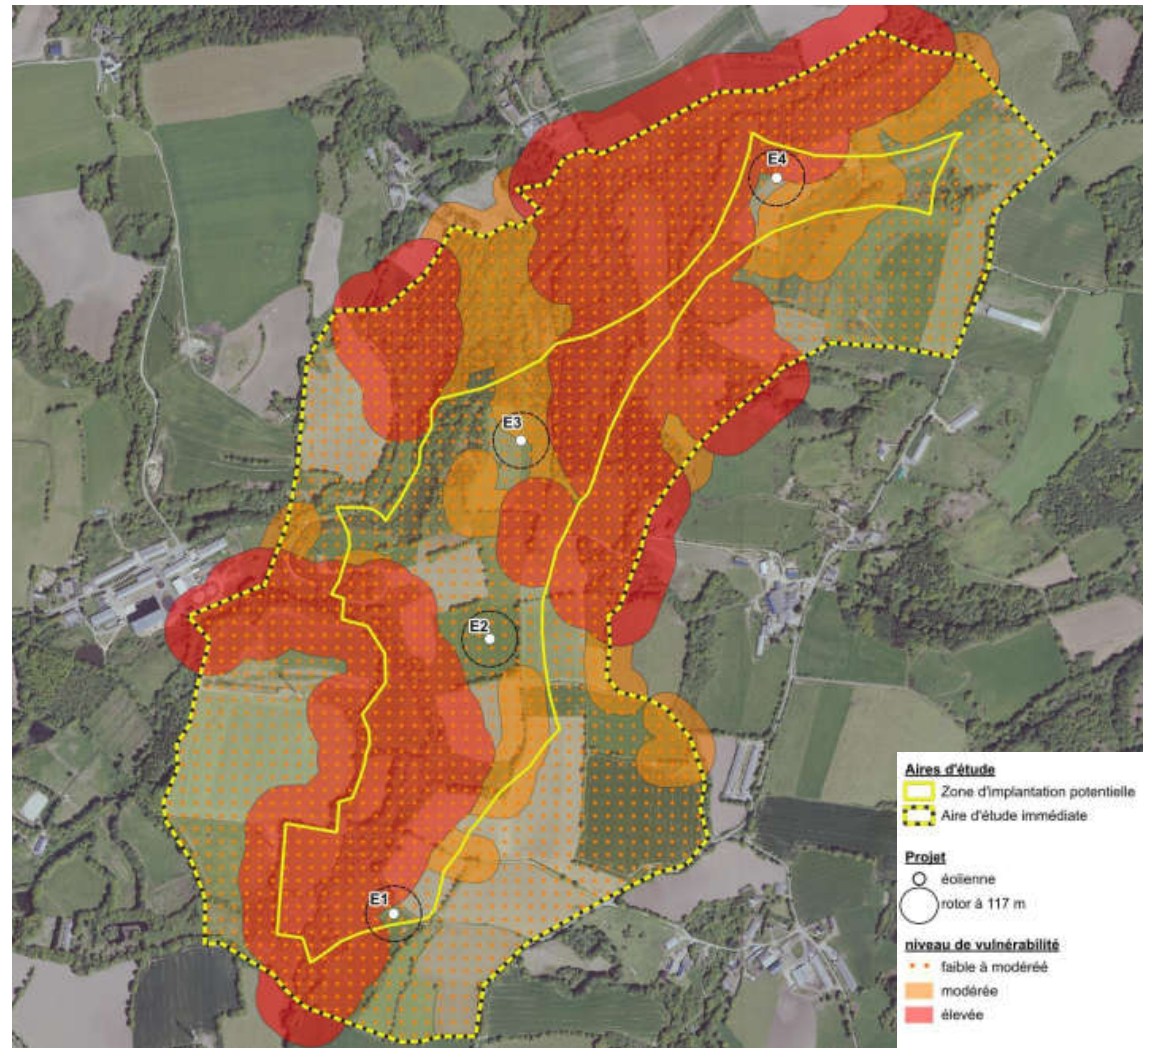 E4
E3
E2
E1
Aires d'étude
Zone d'implantation potentielle
Aire d'étude immédiate
Projet
éolienne
rotor à 117 m
niveau de vulnérabilité
faible à modéréé
modérée
élevée